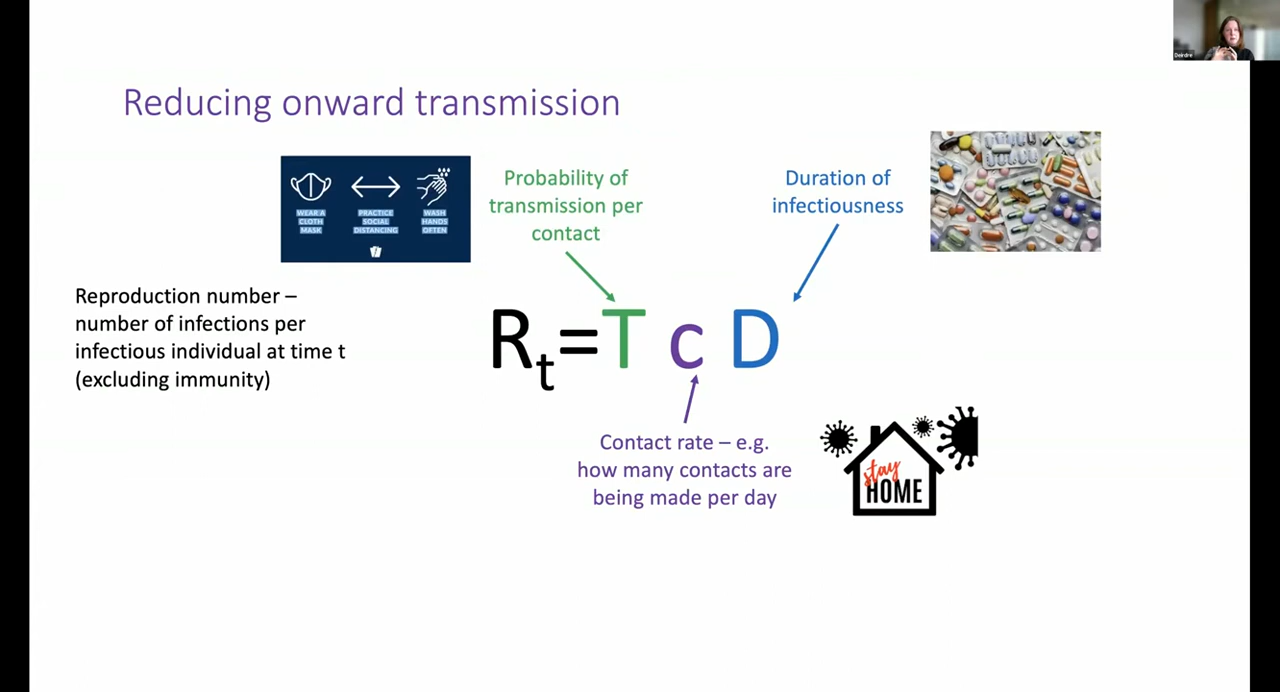 Deirdre
Reducing onward transmission
WEAR A
CLOTH
MASK
PRACTICE
SOCIAL
DISTANCING
WASH
HANDS
OFTEN
Probability of
transmission per
contact
Duration of
infectiousness
Reproduction number –
number of infections per
infectious individual at time t
(excluding immunity)
Rt=T c D
Contact rate – e.g.
how many contacts are
being made per day
stay
HOME